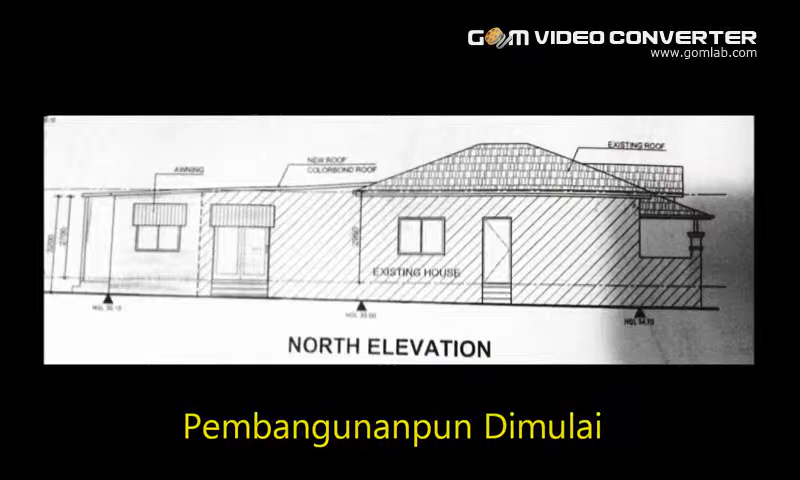 GOM VIDEO CONVERTER
www.gomlab.com
EXISTING ROOF
NEW ROOF
COLORBOND ROOF
AWNING
EXISTING HOUSE
NORTH ELEVATION
Pembangunanpun Dimulai